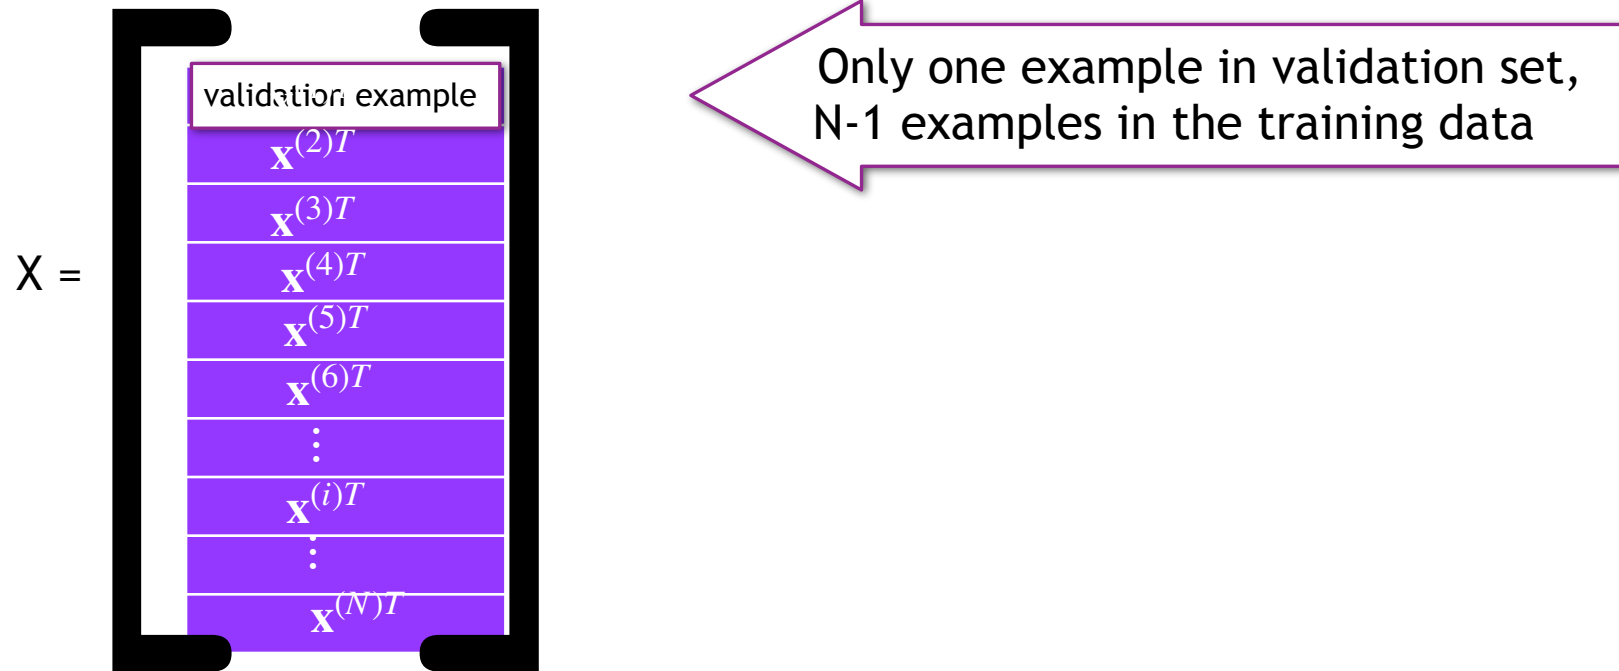 X =
validation example
x^(2)T
x^(3)T
x^(4)T
x^(5)T
x^(6)T
⋮
x^(i)T
⋮
x^(N)T
Only one example in validation set,
N-1 examples in the training data